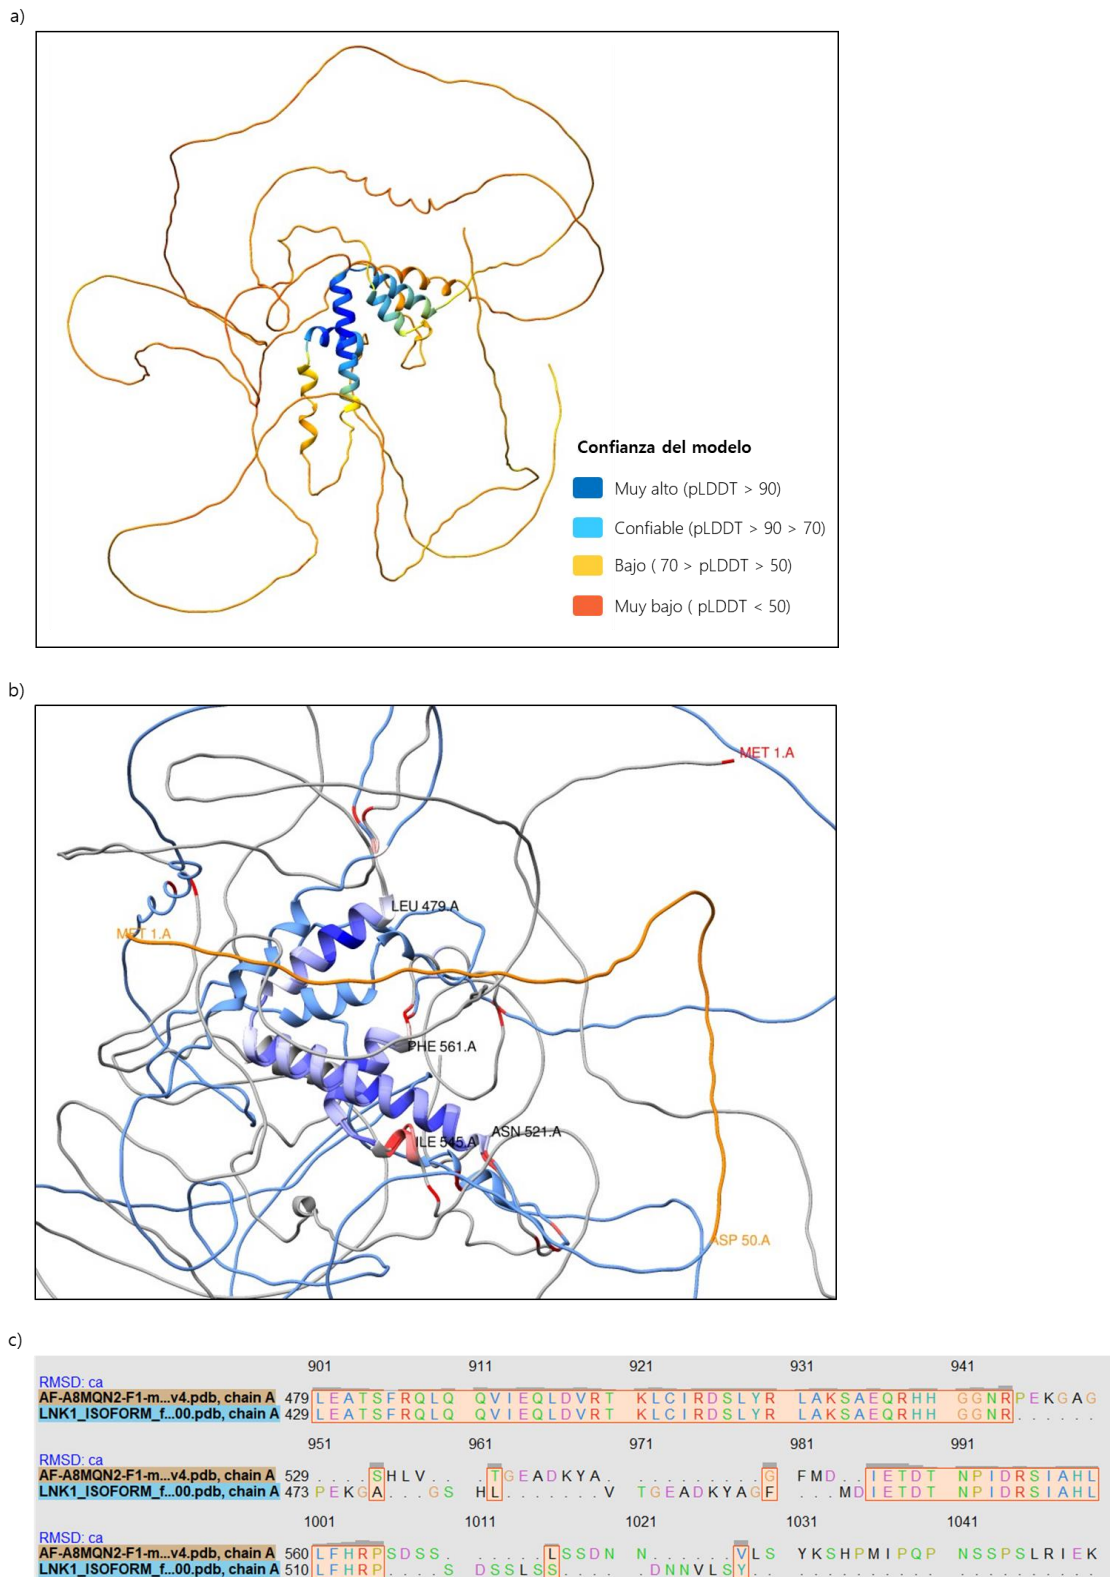 a)
Confianza del modelo
Muy alto (pLDDT > 90)
Confiable (pLDDT > 90 > 70)
Bajo ( 70 > pLDDT > 50)
Muy bajo ( pLDDT < 50)
b)
MET 1.A
LEU 479.A
MET 1.A
PHE 561.A
ILE 545.A
ASN 521.A
ASP 50.A
c)
901 911 921 931 941
RMSD: ca
AF-A8MQN2-F1-m...v4.pdb, chain A 479 LEATSFRQLQ QVIEQLDVRT KLCIRDSLYR LAKSAEQRHH GGNRPEKGAG
LNK1_ISOFORM_f...00.pdb, chain A 429 LEATSFRQLQ QVIEQLDVRT KLCIRDSLYR LAKSAEQRHH GGNR......
951 961 971 981 991
RMSD: ca
AF-A8MQN2-F1-m...v4.pdb, chain A 529 ....SHLV.. .TGEADKYA. ........G. FMD..IETDT NPIDRSIAHL
LNK1_ISOFORM_f...00.pdb, chain A 473 PEKGA...GS HL.......V TGEADKYAGF ...MDIETDT NPIDRSIAHL
1001 1011 1021 1031 1041
RMSD: ca
AF-A8MQN2-F1-m...v4.pdb, chain A 560 LFHRPSDSS. ....LSSDN N......VLS YKSHPMIPQP NSSPSLRIEK
LNK1_ISOFORM_f...00.pdb, chain A 510 LFHRP....S DSSLSS.... .DNNVLSY.. .......... ..........